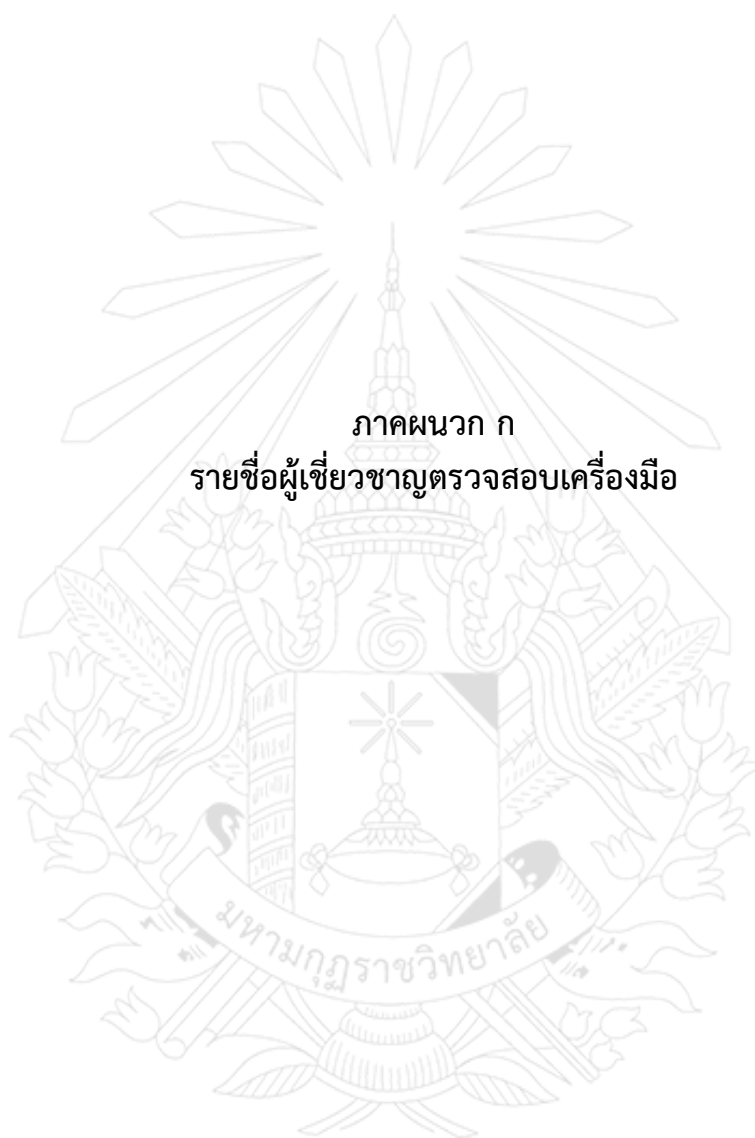 ภาคผนวก ก
รายชื่อผู้เชี่ยวชาญตรวจสอบเครื่องมือ
มหามกุฏราชวิทยาลัย